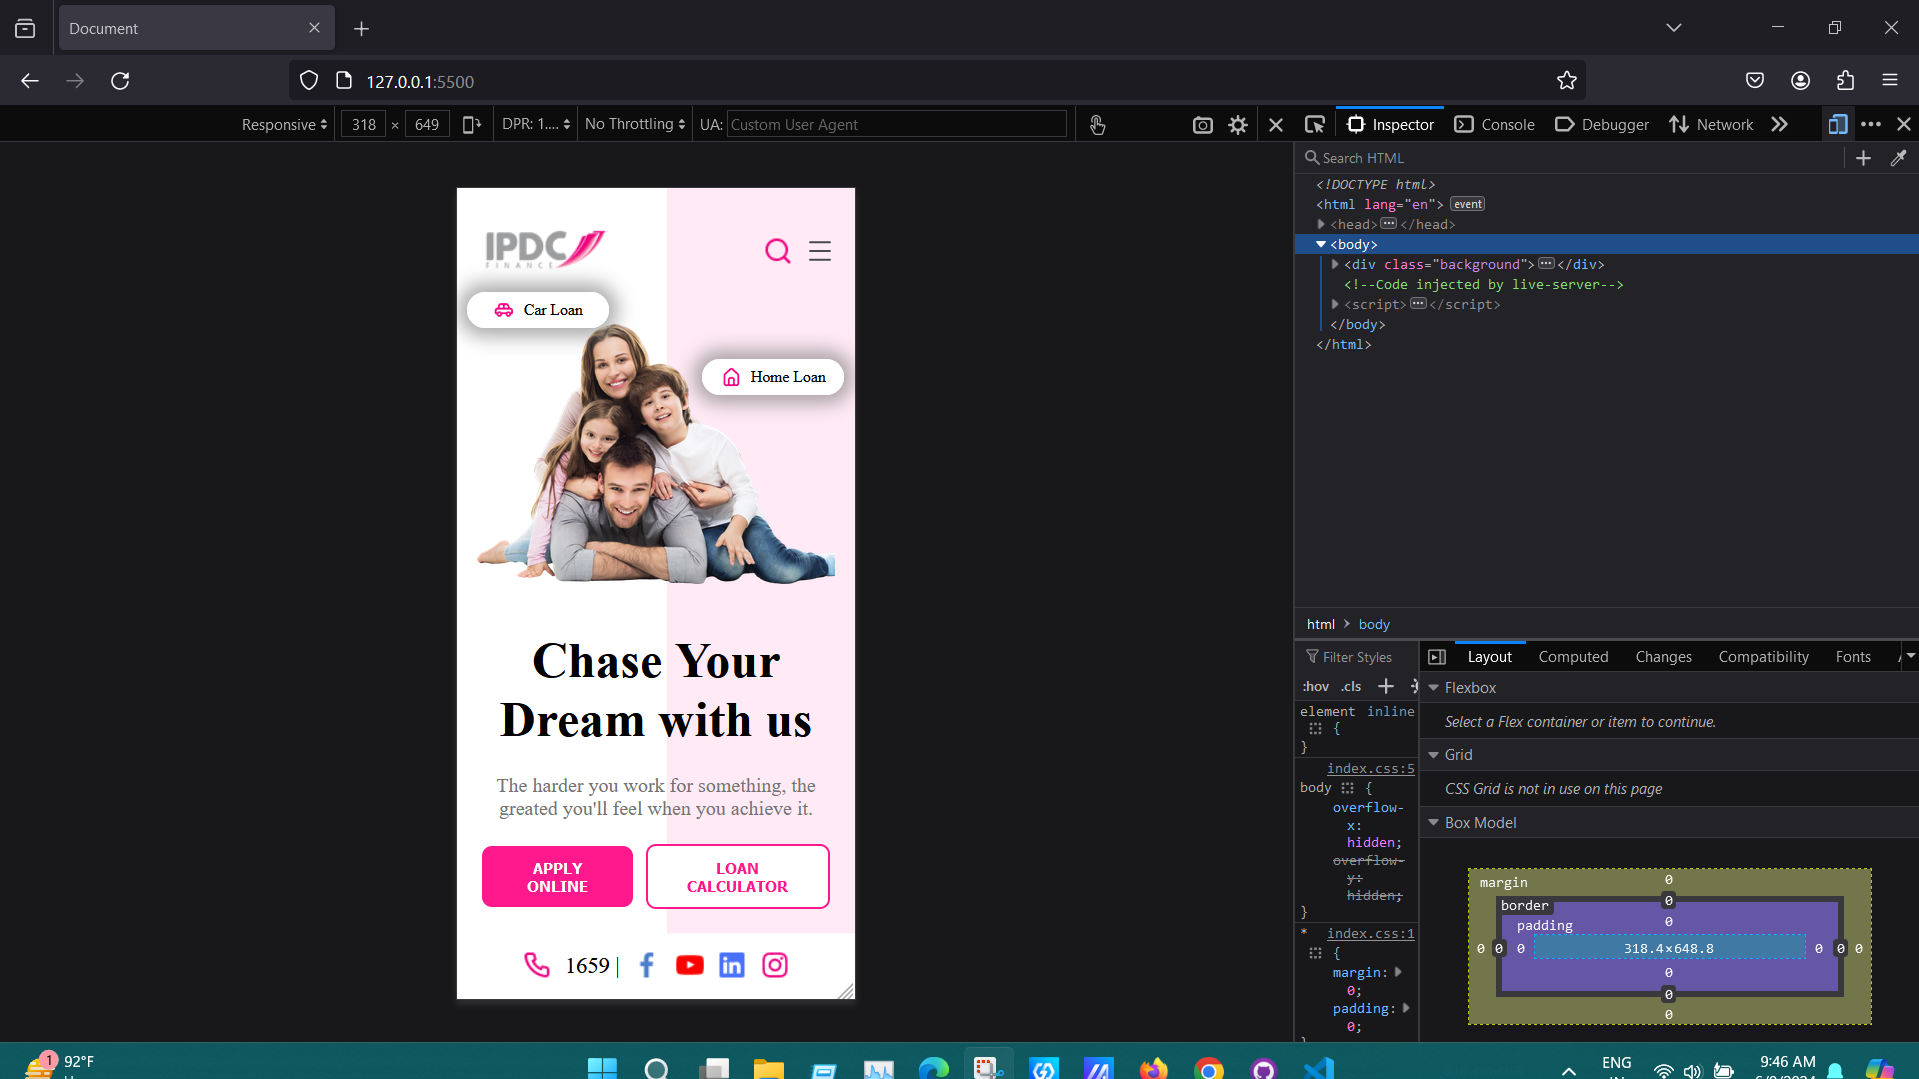 Document
127.0.0.1:5500
Responsive 318 × 649 DPR: 1.... No Throttling UA: Custom User Agent
Inspector Console Debugger Network
Search HTML
<!DOCTYPE html>
<html lang="en"> event
<head> ··· </head>
<body>
<div class="background"> ··· </div>
<!--Code injected by live-server-->
<script> ··· </script>
</body>
</html>
html > body
IPDC
FINANCE
Car Loan
Home Loan
Chase Your
Dream with us
The harder you work for something, the
greated you'll feel when you achieve it.
APPLY
ONLINE
LOAN
CALCULATOR
1659 |
Filter Styles
:hov .cls +
element inline
{
}
index.css:5
body {
overflow-
x:
hidden;
overflow-
y:
hidden;
}
* index.css:1
{
margin:
0;
padding:
0;
Layout Computed Changes Compatibility Fonts
Flexbox
Select a Flex container or item to continue.
Grid
CSS Grid is not in use on this page
Box Model
margin 0
border 0
padding 0
0 0 0 318.4×648.8 0 0 0
0
0
0
1 92°F
ENG
9:46 AM